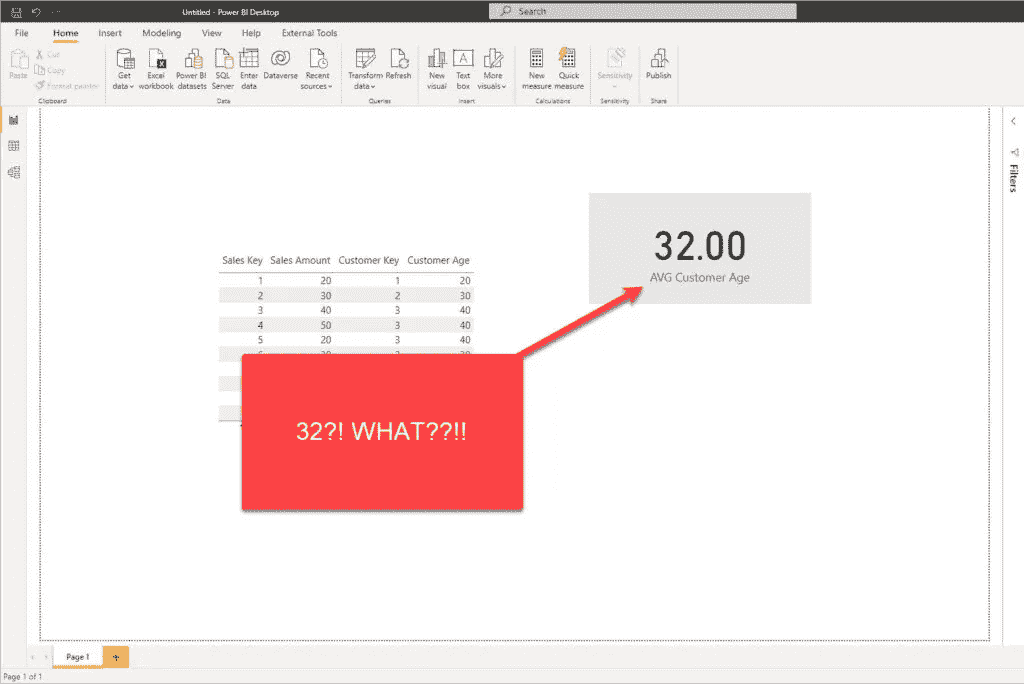 Untitled - Power BI Desktop
Search
File Home Insert Modeling View Help External Tools
Paste
Cut
Copy
Format painter
Clipboard
Get data
Excel workbook
Power BI datasets
SQL Server
Enter data
Dataverse
Recent sources
Data
Transform data
Refresh
Queries
New visual
Text box
More visuals
Insert
New measure
Quick measure
Calculations
Sensitivity
Sensitivity
Publish
Share
Filters
32.00
AVG Customer Age
Sales Key Sales Amount Customer Key Customer Age
1 20 1 20
2 30 2 30
3 40 3 40
4 50 3 40
5 20 3 40
32?! WHAT??!!
Page 1
+
Page 1 of 1